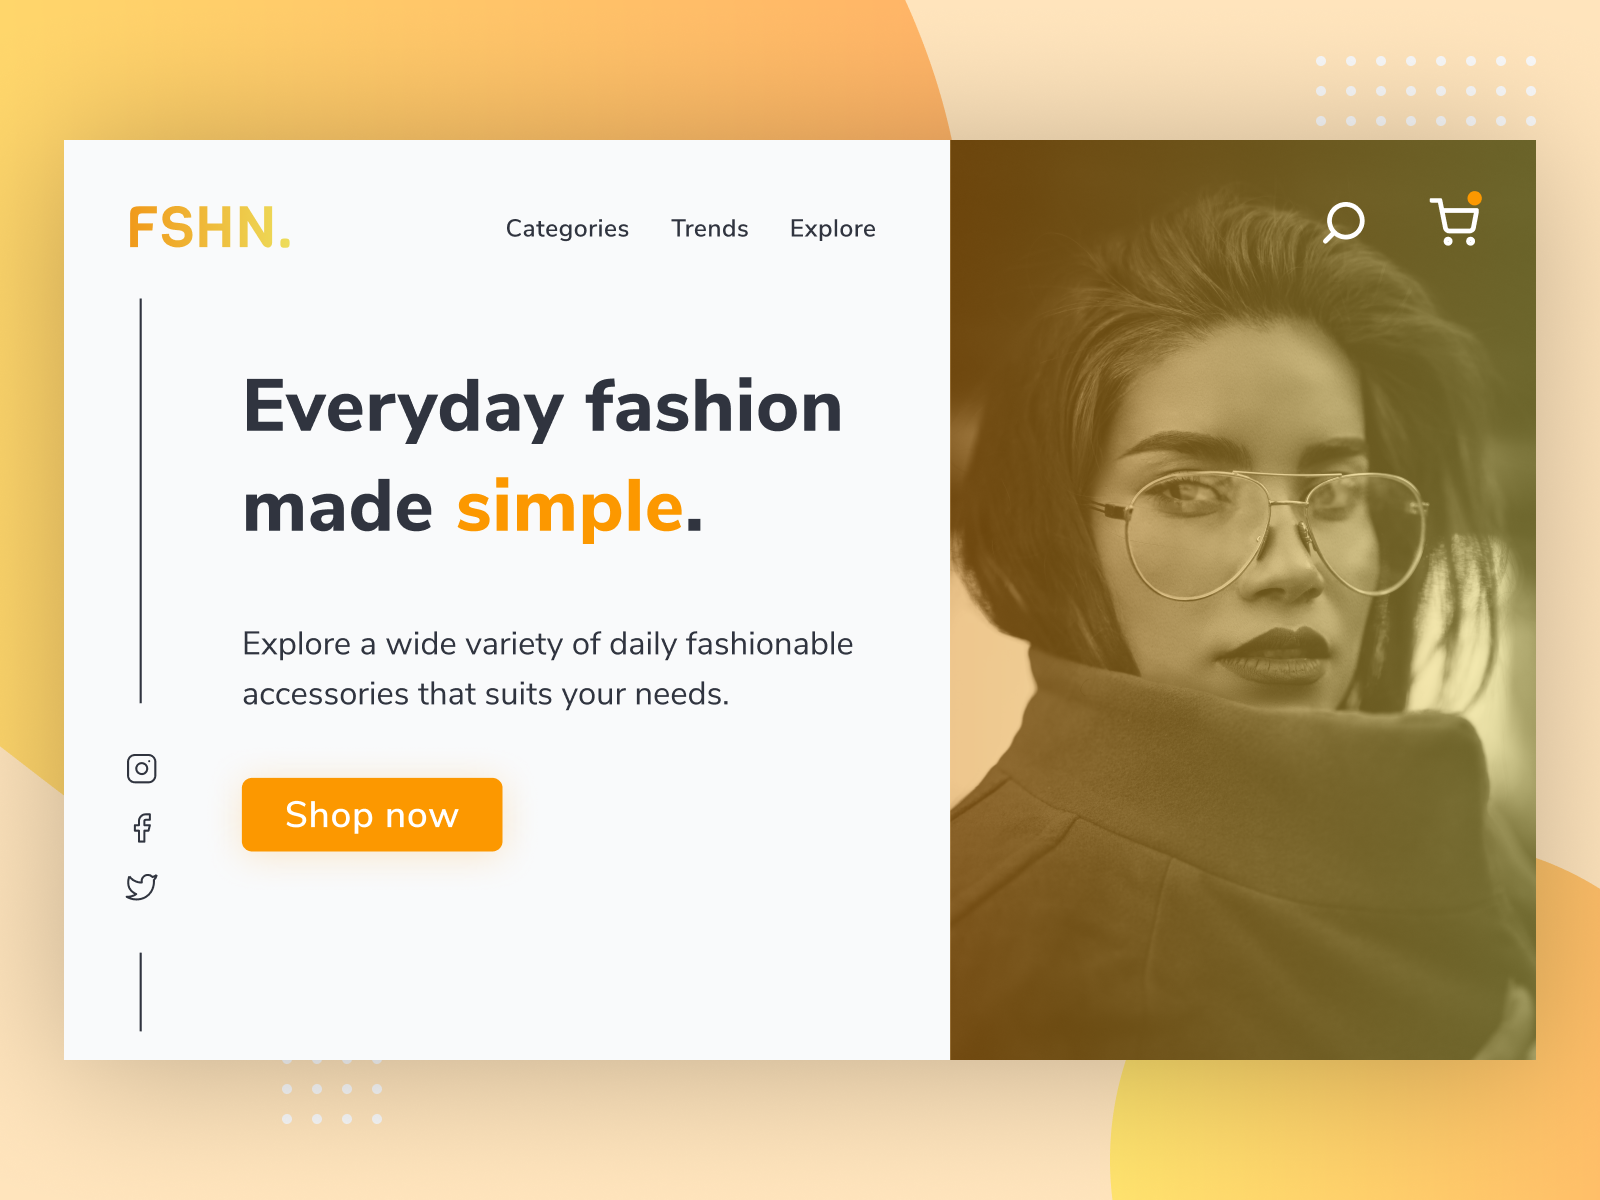 FSHN.
Categories Trends Explore
Everyday fashion
made simple.
Explore a wide variety of daily fashionable
accessories that suits your needs.
Shop now